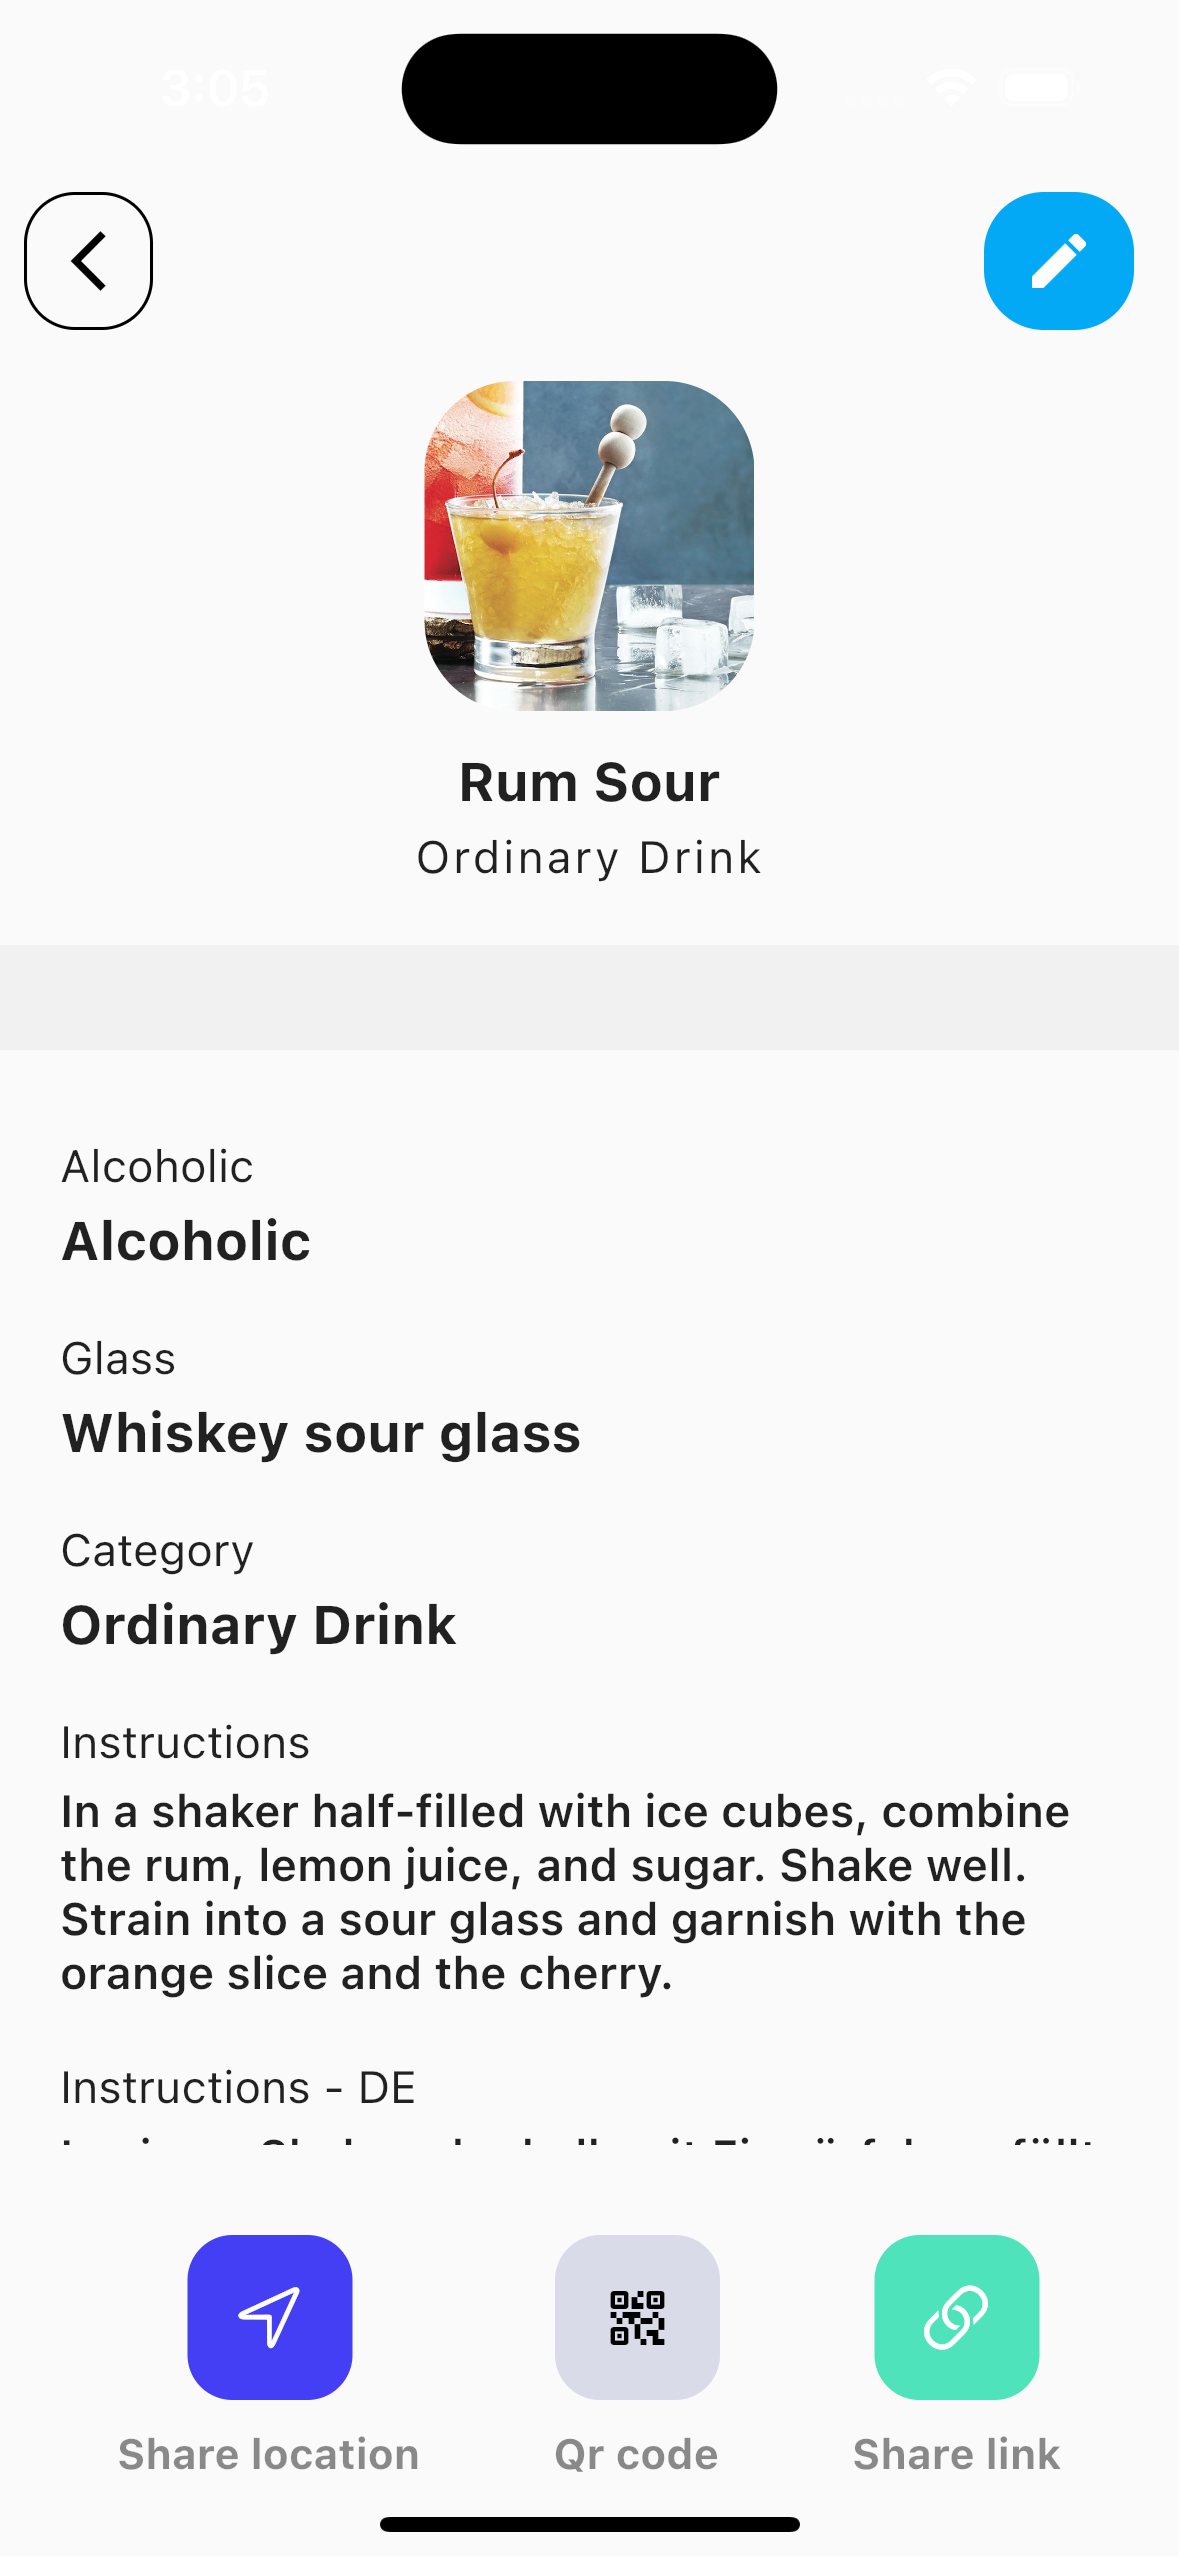 3:05
Rum Sour
Ordinary Drink
Alcoholic
Alcoholic
Glass
Whiskey sour glass
Category
Ordinary Drink
Instructions
In a shaker half-filled with ice cubes, combine
the rum, lemon juice, and sugar. Shake well.
Strain into a sour glass and garnish with the
orange slice and the cherry.
Instructions - DE
Share location
Qr code
Share link